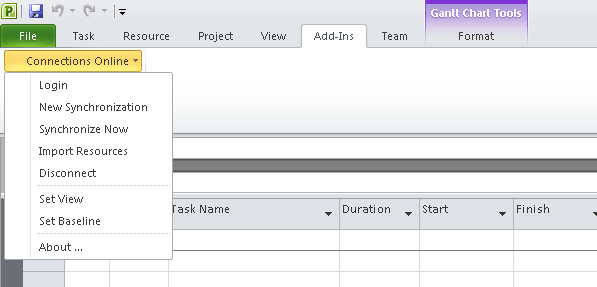 Gantt Chart Tools
File Task Resource Project View Add-Ins Team Format
Connections Online
Login
New Synchronization
Synchronize Now
Import Resources
Disconnect
Set View
Set Baseline
About ...
Task Name Duration Start Finish